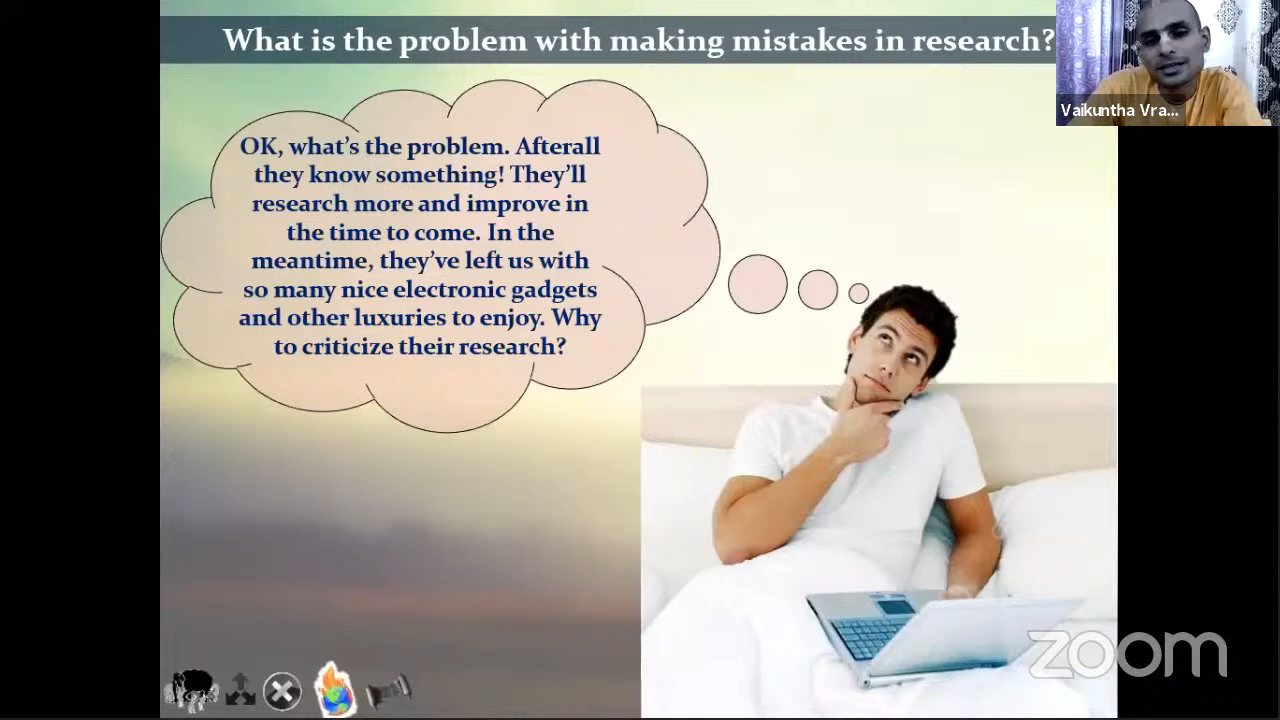 What is the problem with making mistakes in research?
Vaikuntha Vra...
OK, what's the problem. Afterall
they know something! They'll
research more and improve in
the time to come. In the
meantime, they've left us with
so many nice electronic gadgets
and other luxuries to enjoy. Why
to criticize their research?
zoom